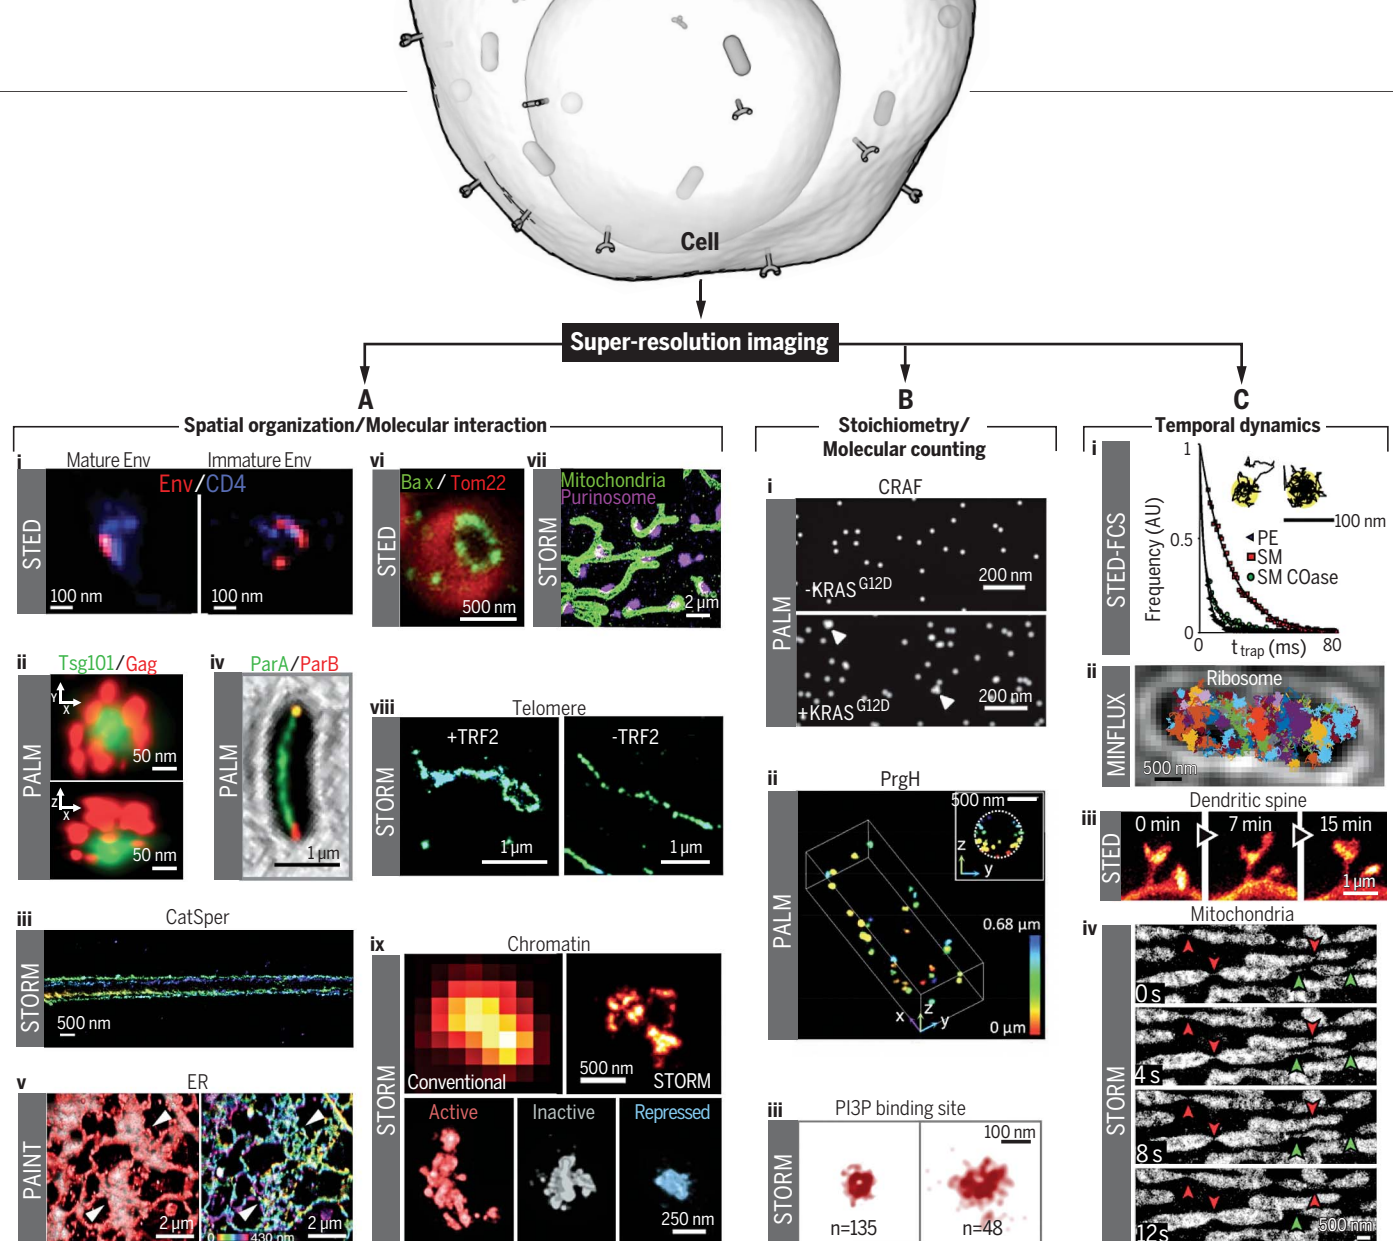 Cell
Super-resolution imaging
A
Spatial organization/Molecular interaction
i
Mature Env
Immature Env
Env/CD4
STED
100 nm
100 nm
ii
Tsg101/Gag
PALM
Y
X
50 nm
Z
X
50 nm
iii
CatSper
STORM
500 nm
iv
ParA/ParB
PALM
1 µm
v
ER
PAINT
2 µm
2 µm
0
430 nm
vi
Bax/Tom22
STED
500 nm
vii
Mitochondria
Purinosome
STORM
2 µm
viii
Telomere
STORM
+TRF2
-TRF2
1 µm
1 µm
ix
Chromatin
STORM
Conventional
500 nm
STORM
Active
Inactive
Repressed
250 nm
B
Stoichiometry/
Molecular counting
i
CRAF
PALM
-KRAS G12D
200 nm
+KRAS G12D
200 nm
ii
PrgH
PALM
500 nm
z
y
0.68 µm
0 µm
x
z
y
iii
PI3P binding site
STORM
100 nm
n=135
n=48
C
Temporal dynamics
i
STED-FCS
Frequency (AU)
1
0.5
0
0
t trap (ms)
80
100 nm
PE
SM
SM COase
ii
MINFLUX
Ribosome
500 nm
Dendritic spine
iii
STED
0 min
7 min
15 min
1 µm
Mitochondria
iv
STORM
0 s
4 s
8 s
12s
500 nm